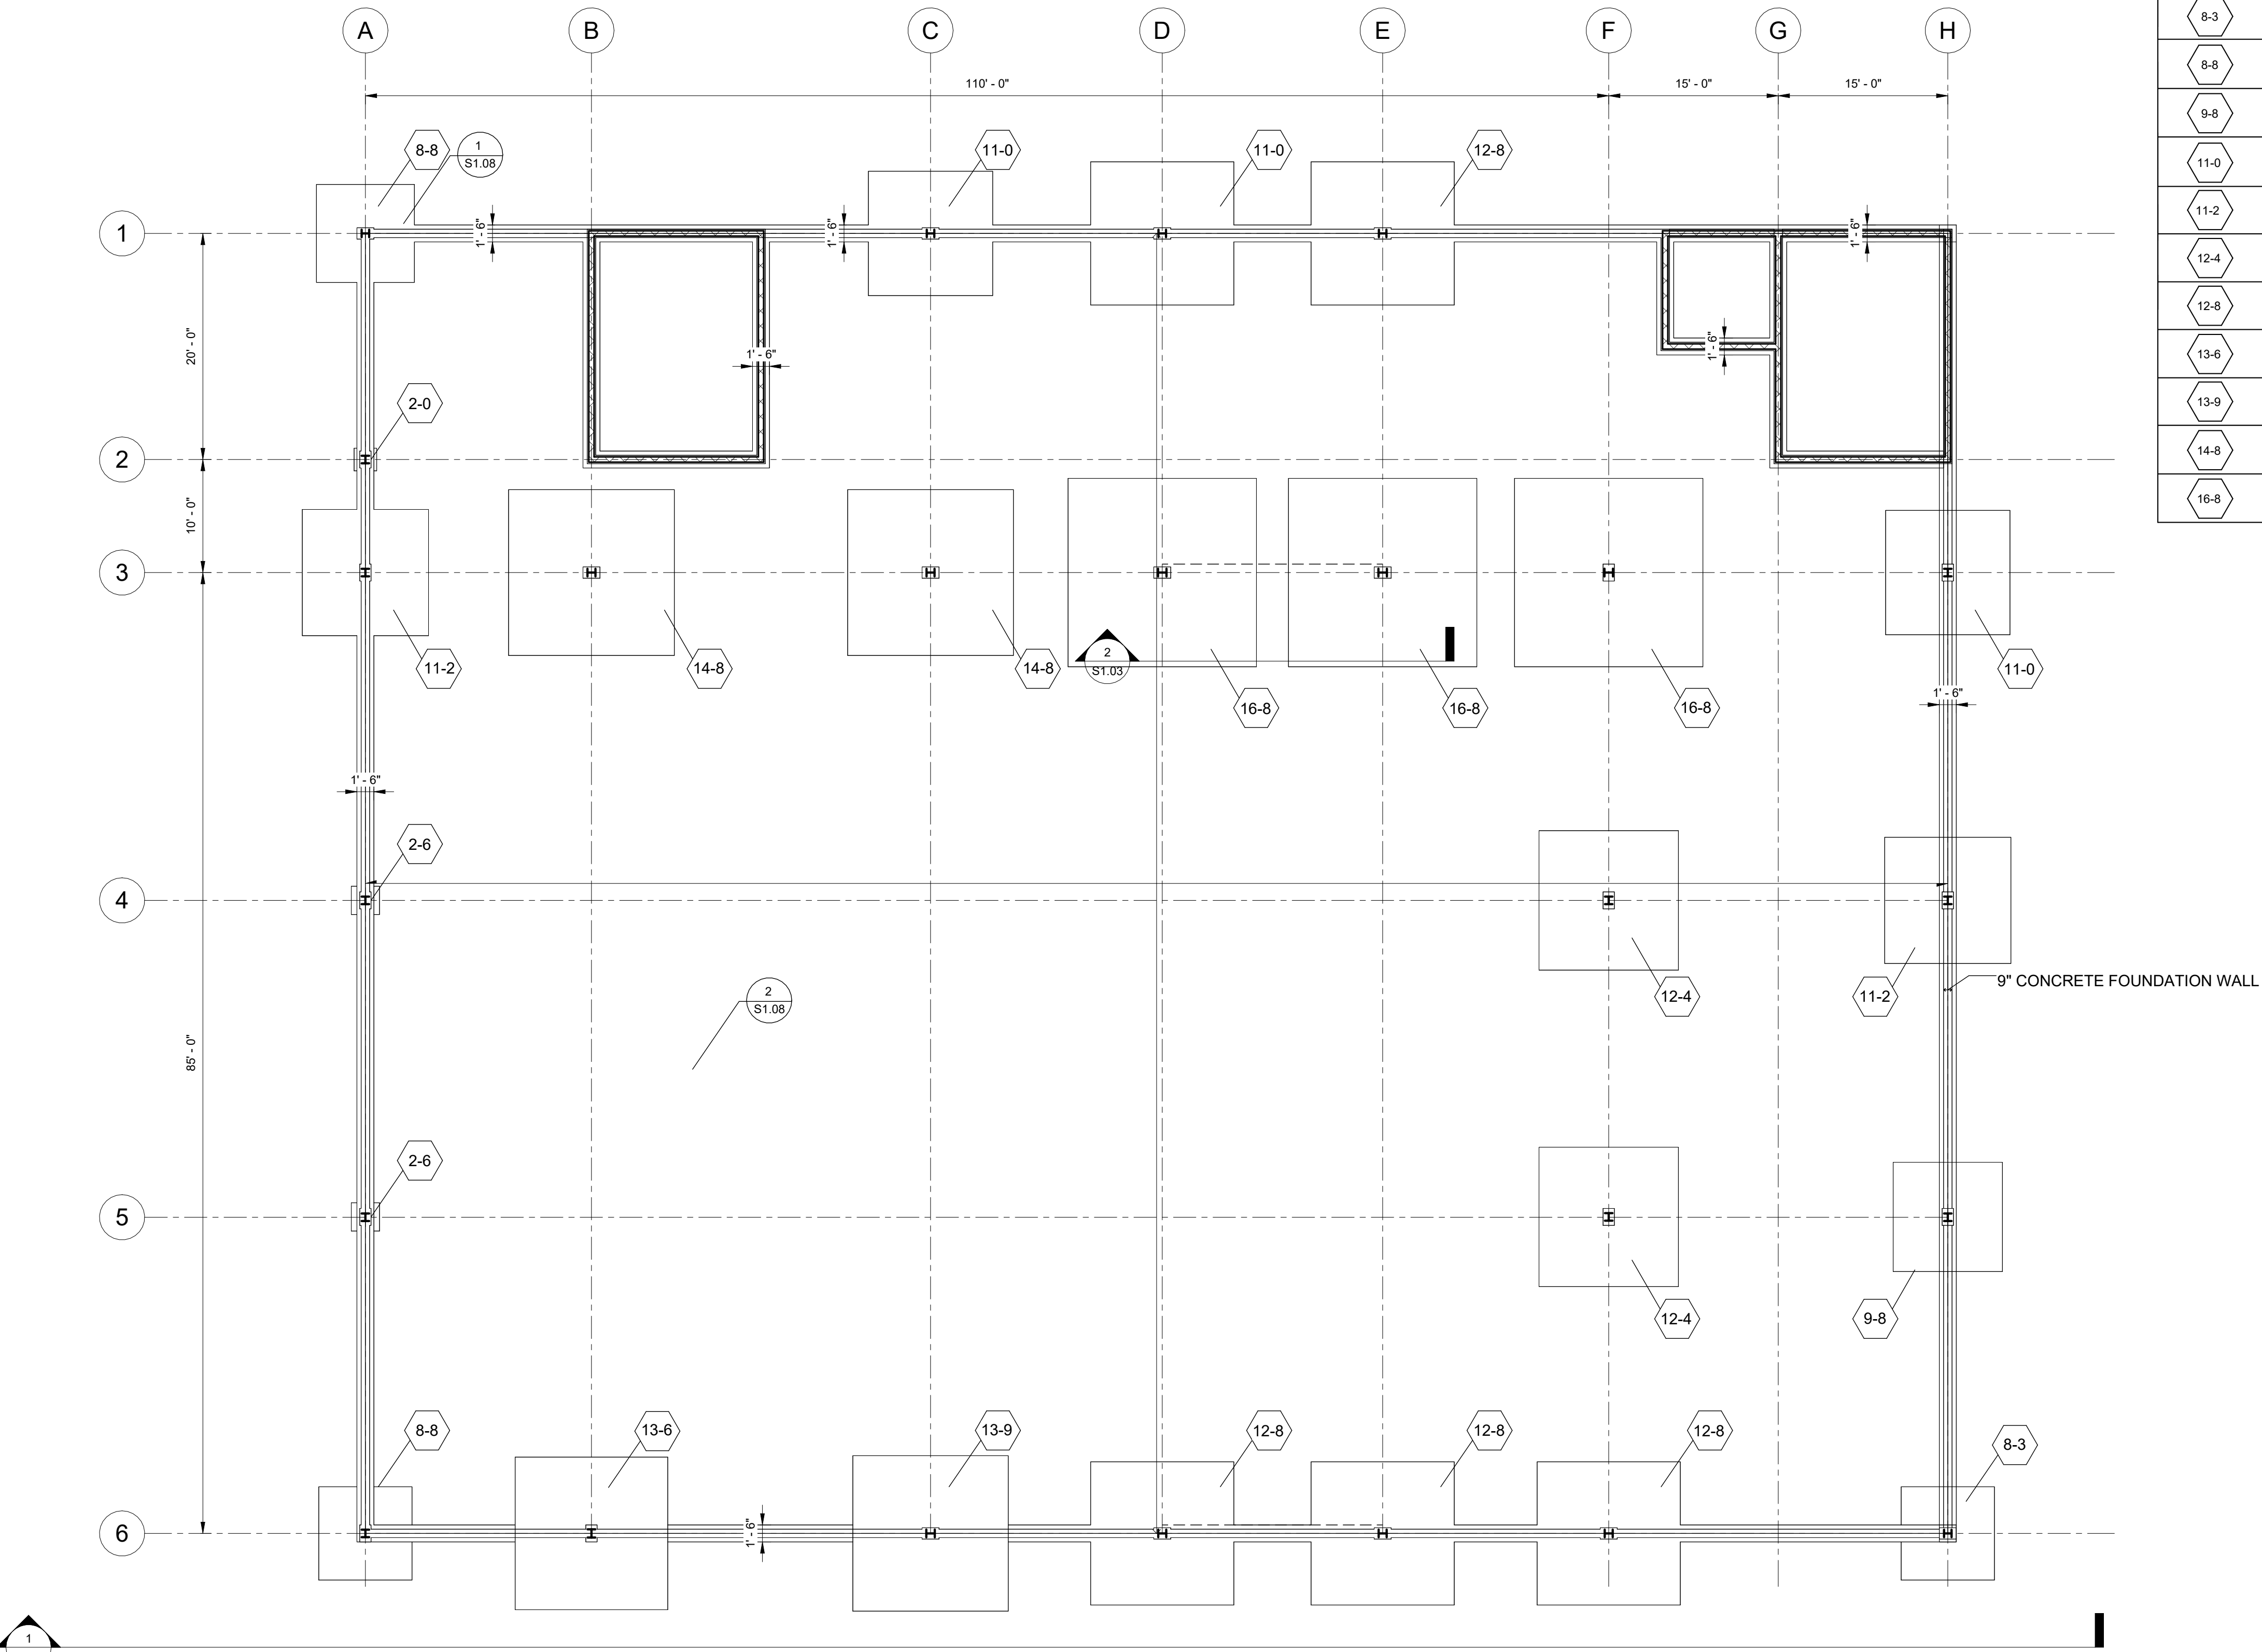 A
B
C
D
E
F
G
H
8-3
8-8
9-8
11-0
11-2
12-4
12-8
13-6
13-9
14-8
16-8
110' - 0"
15' - 0"
15' - 0"
8-8
1
S1.08
11-0
11-0
12-8
1
1' - 6"
1' - 6"
1' - 6"
20' - 0"
1' - 6"
1' - 6"
2-0
2
10' - 0"
3
11-2
14-8
14-8
2
S1.03
16-8
16-8
16-8
11-0
1' - 6"
1' - 6"
2-6
4
12-4
11-2
9" CONCRETE FOUNDATION WALL
2
S1.08
85' - 0"
2-6
5
12-4
9-8
8-8
13-6
13-9
12-8
12-8
12-8
8-3
6
1' - 6"
1